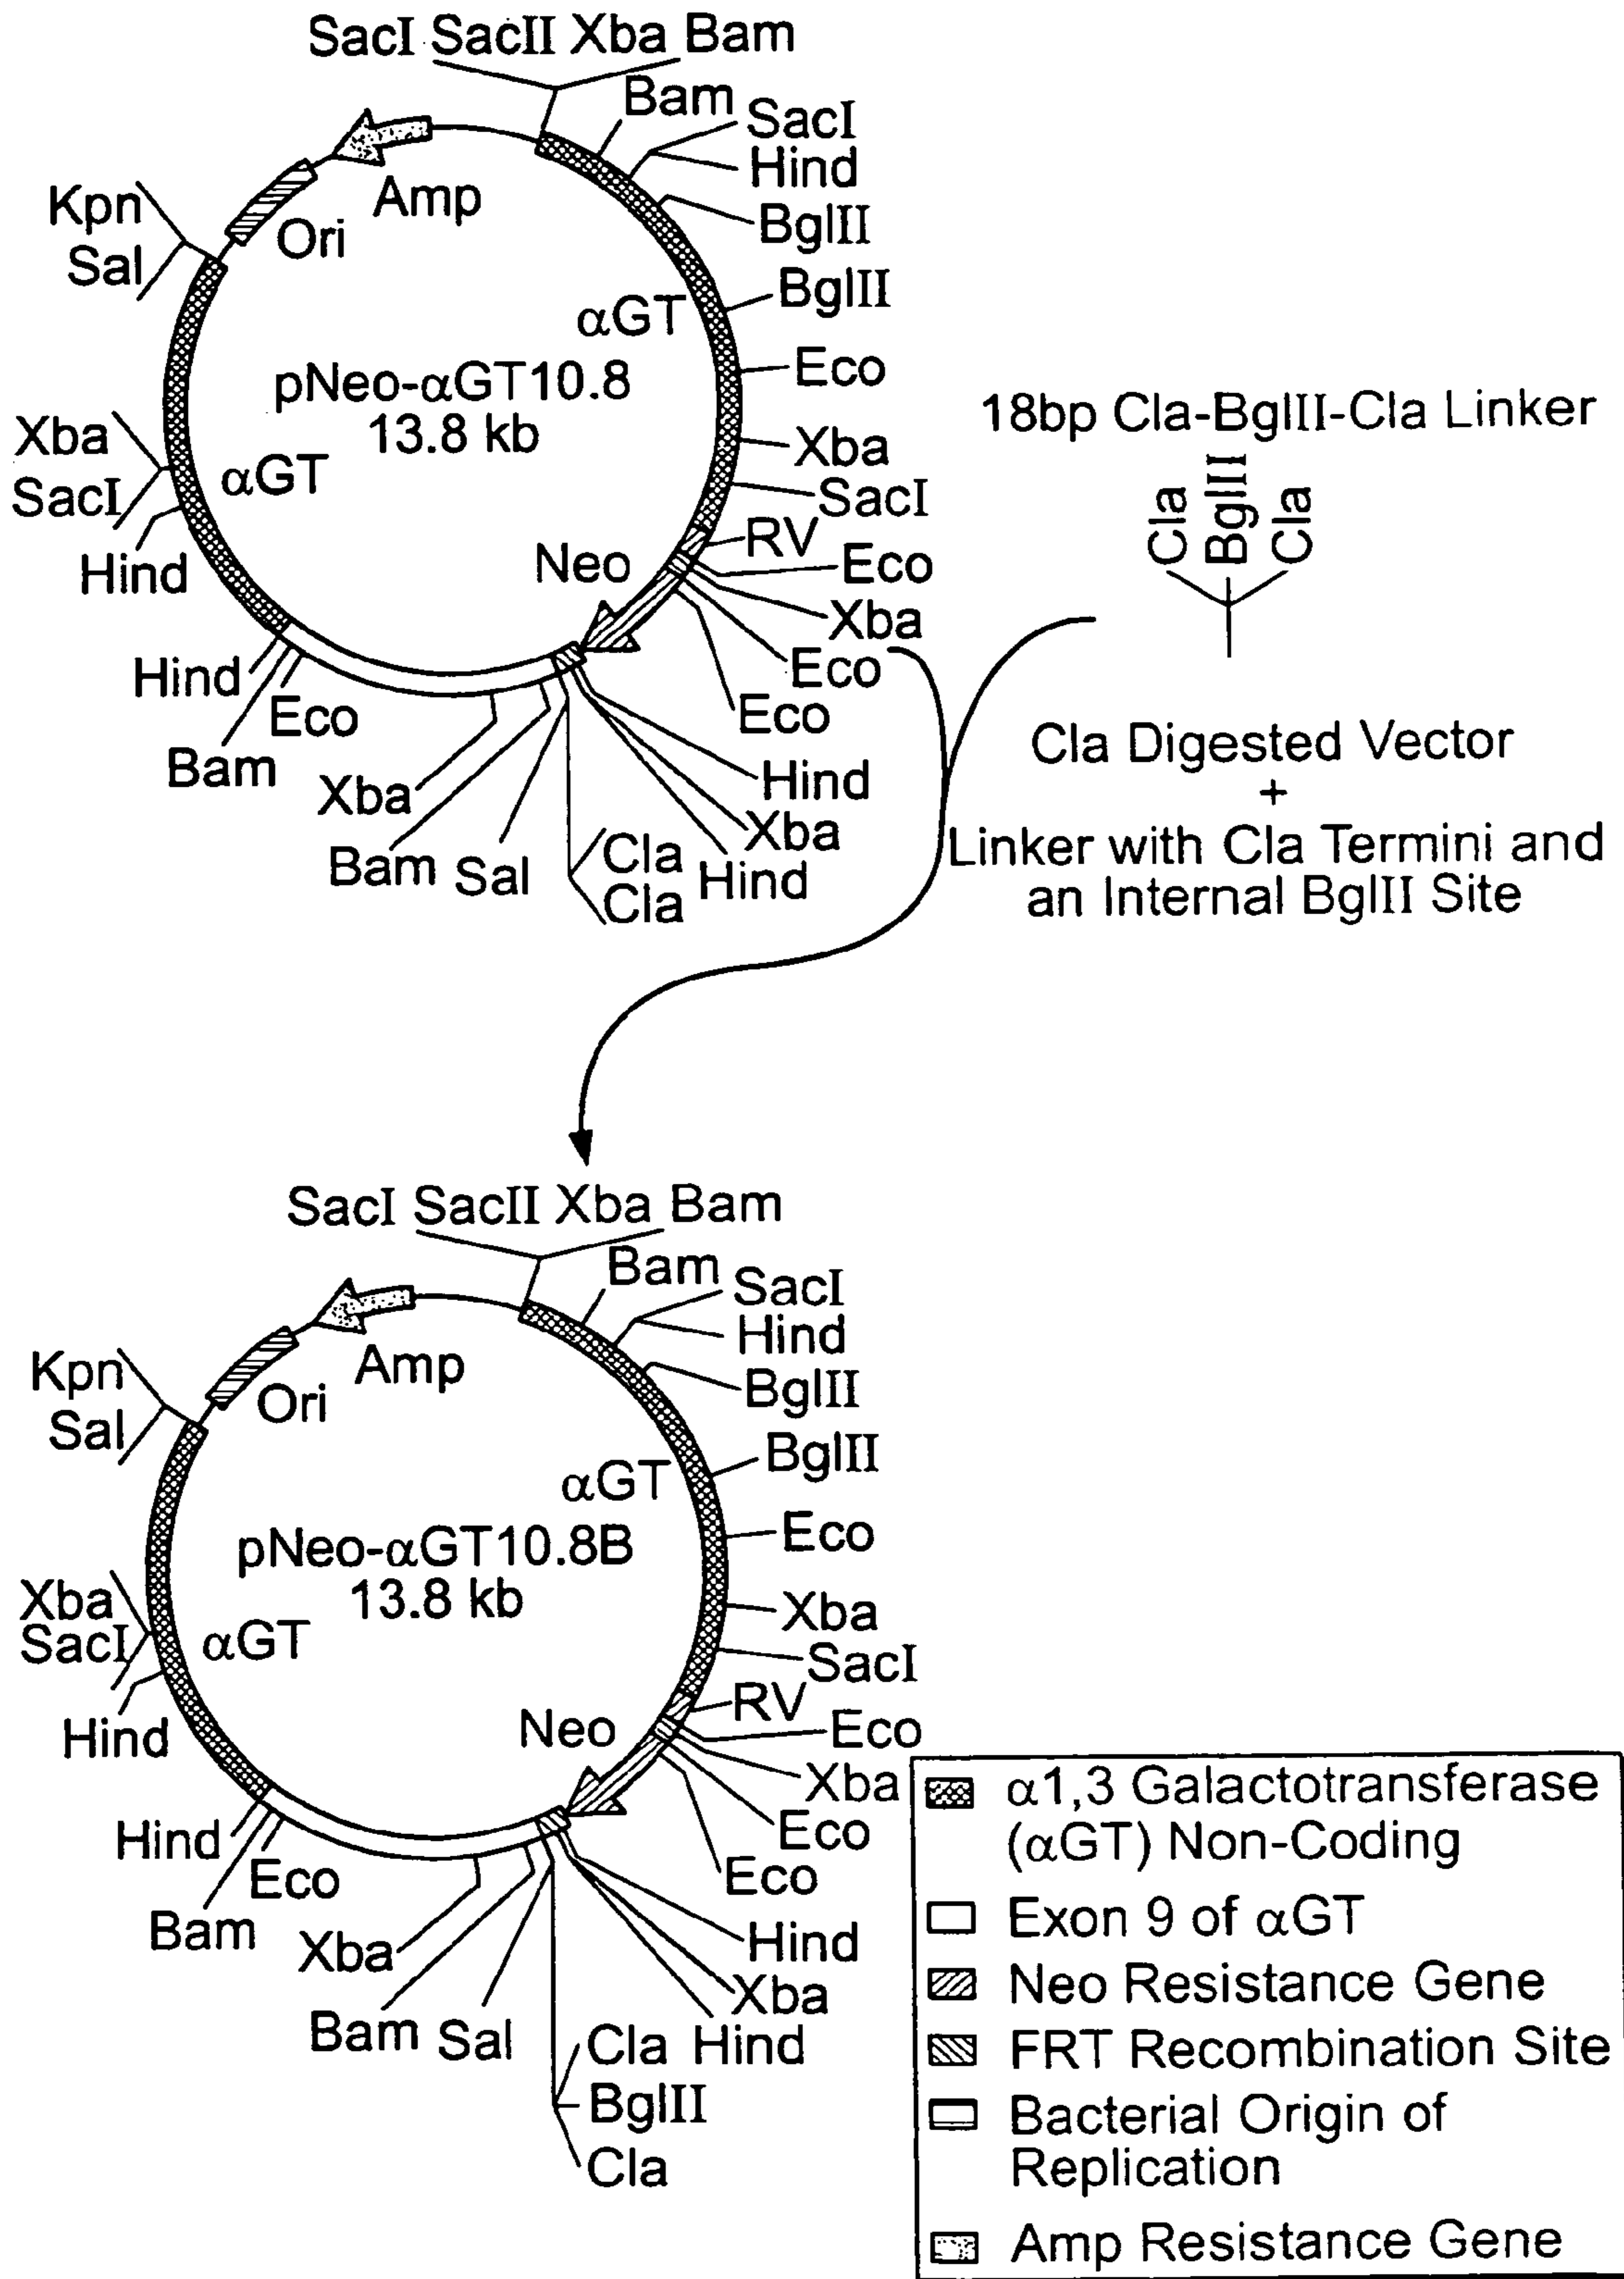 SacI SacII Xba Bam
Bam
SacI
Hind
BglII
BglII
Eco
Xba
SacI
RV
Eco
Xba
Eco
Eco
Hind
Xba
Hind
Cla
Cla
Sal
Bam
Xba
Eco
Bam
Hind
Hind
SacI
Xba
Sal
Kpn
Ori
Amp
αGT
pNeo-αGT10.8
13.8 kb
αGT
Neo
18bp Cla-BglII-Cla Linker
Cla
BglII
Cla
Cla Digested Vector
+
Linker with Cla Termini and
an Internal BglII Site
SacI SacII Xba Bam
Bam
SacI
Hind
BglII
BglII
Eco
Xba
SacI
RV
Eco
Xba
Eco
Eco
Hind
Xba
Hind
Cla
BglII
Cla
Sal
Bam
Xba
Eco
Bam
Hind
Hind
SacI
Xba
Sal
Kpn
Ori
Amp
αGT
pNeo-αGT10.8B
13.8 kb
αGT
Neo
α1,3 Galactotransferase
(αGT) Non-Coding
Exon 9 of αGT
Neo Resistance Gene
FRT Recombination Site
Bacterial Origin of
Replication
Amp Resistance Gene